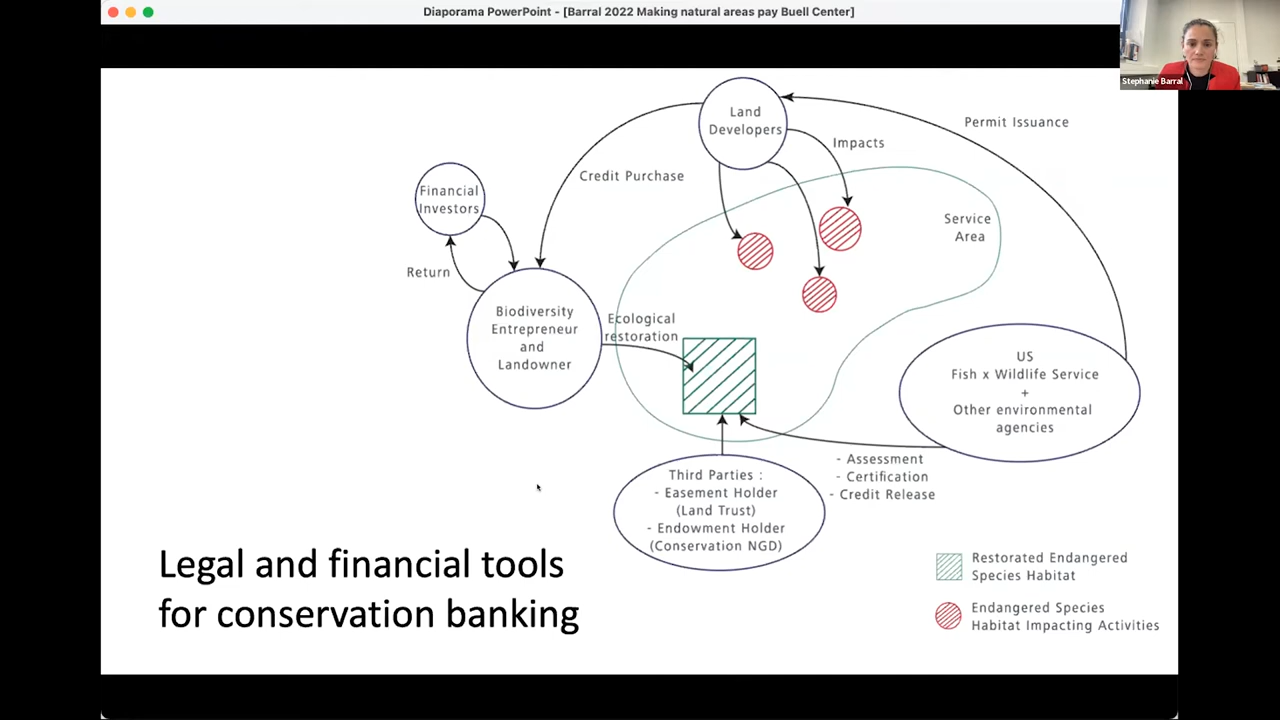 Diaporama PowerPoint - [Barral 2022 Making natural areas pay Buell Center]
Stephanie Barral
Land
Developers
Permit Issuance
Impacts
Credit Purchase
Financial
Investors
Service
Area
Return
Biodiversity
Entrepreneur
and
Landowner
Ecological
restoration
US
Fish x Wildlife Service
+
Other environmental
agencies
- Assessment
- Certification
- Credit Release
Third Parties :
- Easement Holder
(Land Trust)
- Endowment Holder
(Conservation NGD)
Legal and financial tools
for conservation banking
Restorated Endangered
Species Habitat
Endangered Species
Habitat Impacting Activities